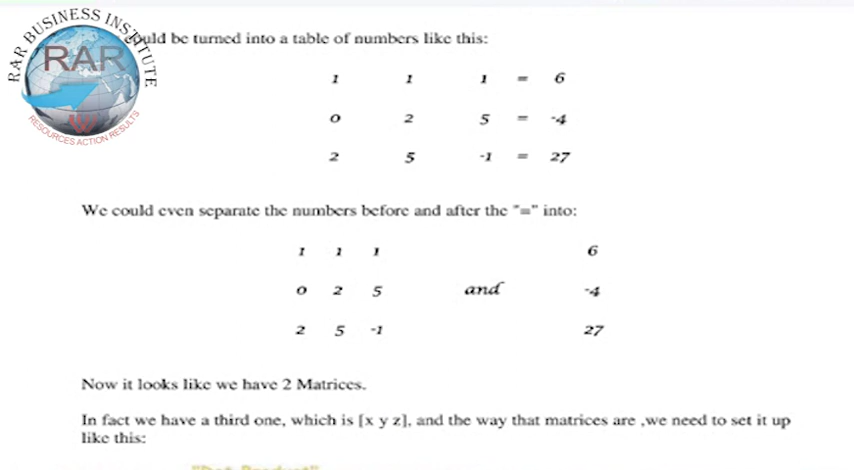 RAR BUSINESS INSTITUTE
RAR
RESOURCES ACTION RESULTS
could be turned into a table of numbers like this:
1 1 1 = 6
0 2 5 = -4
2 5 -1 = 27
We could even separate the numbers before and after the "=" into:
1 1 1 6
0 2 5 and -4
2 5 -1 27
Now it looks like we have 2 Matrices.
In fact we have a third one, which is [x y z], and the way that matrices are ,we need to set it up
like this: